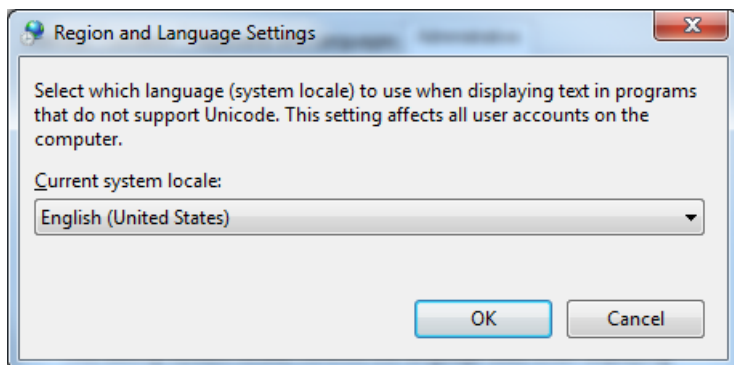 Region and Language Settings
Select which language (system locale) to use when displaying text in programs
that do not support Unicode. This setting affects all user accounts on the
computer.
Current system locale:
English (United States)
OK
Cancel